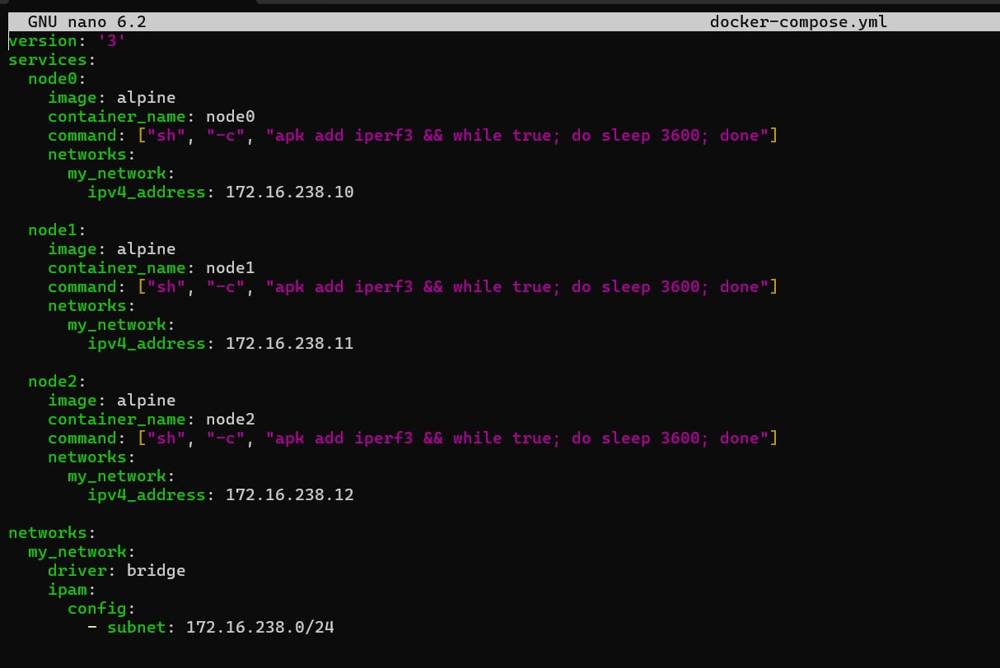 GNU nano 6.2 docker-compose.yml
version: '3'
services:
  node0:
    image: alpine
    container_name: node0
    command: ["sh", "-c", "apk add iperf3 && while true; do sleep 3600; done"]
    networks:
      my_network:
        ipv4_address: 172.16.238.10

  node1:
    image: alpine
    container_name: node1
    command: ["sh", "-c", "apk add iperf3 && while true; do sleep 3600; done"]
    networks:
      my_network:
        ipv4_address: 172.16.238.11

  node2:
    image: alpine
    container_name: node2
    command: ["sh", "-c", "apk add iperf3 && while true; do sleep 3600; done"]
    networks:
      my_network:
        ipv4_address: 172.16.238.12

networks:
  my_network:
    driver: bridge
    ipam:
      config:
        - subnet: 172.16.238.0/24